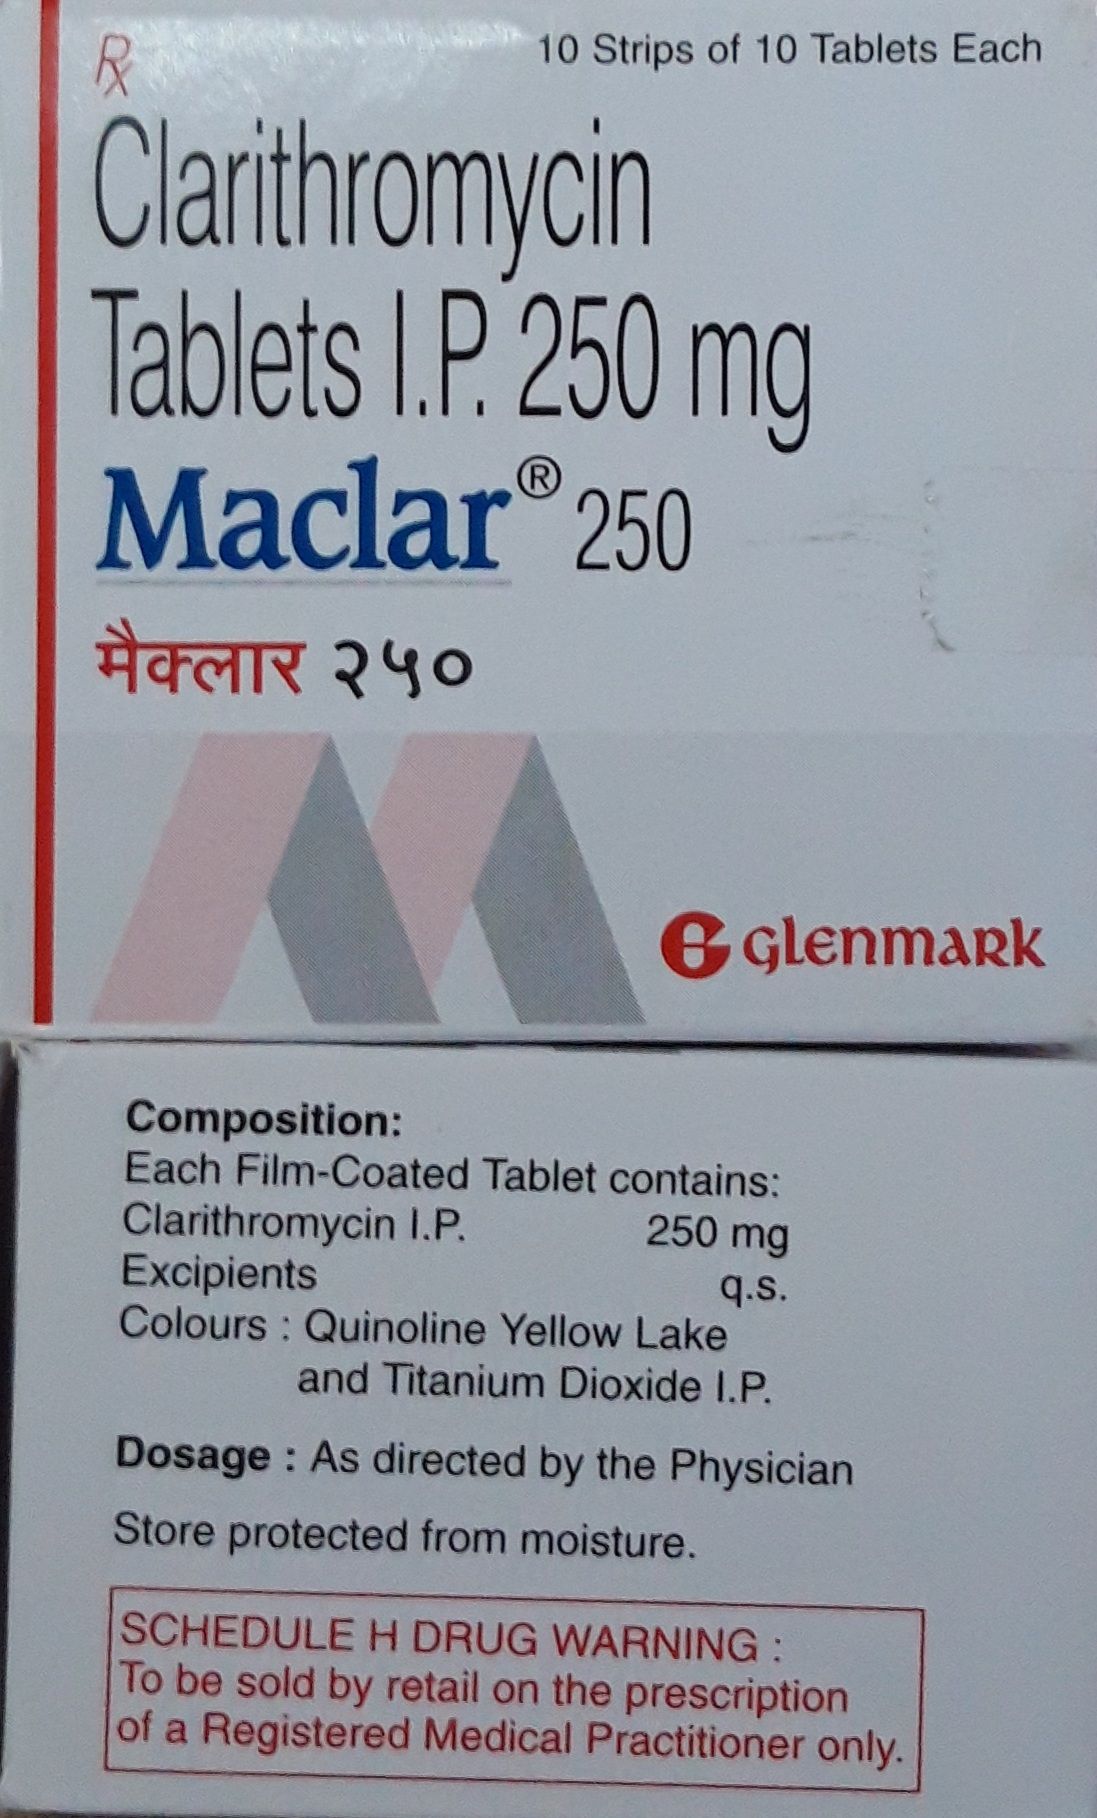 Rx
10 Strips of 10 Tablets Each
Clarithromycin
Tablets I.P. 250 mg
Maclar® 250
मैक्लार २५०
G glenmark
Composition:
Each Film-Coated Tablet contains:
Clarithromycin I.P. 250 mg
Excipients q.s.
Colours : Quinoline Yellow Lake
and Titanium Dioxide I.P.
Dosage : As directed by the Physician
Store protected from moisture.
SCHEDULE H DRUG WARNING :
To be sold by retail on the prescription
of a Registered Medical Practitioner only.